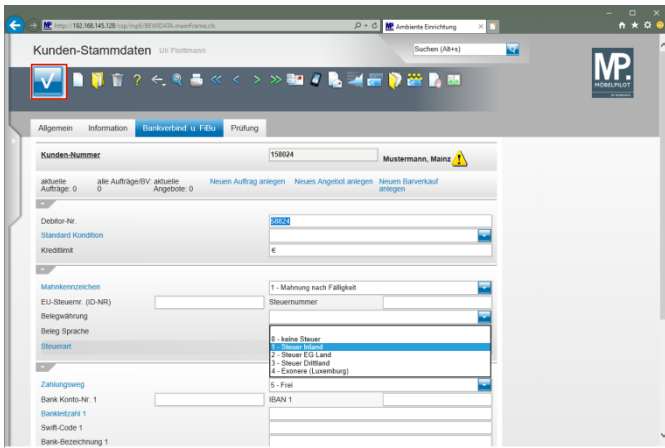 http://192.168.145.128/csp/mp6/BEWIDATA.mainFrame.cls
Ambiente Einrichtung
Kunden-Stammdaten Uli Flottmann
Suchen (Alt+s)
MP.
MÖBELPILOT
Allgemein Information Bankverbind. u. FiBu Prüfung
Kunden-Nummer 158024 Mustermann, Mainz
aktuelle Aufträge: 0 alle Aufträge/BV: 0 aktuelle Angebote: 0 Neuen Auftrag anlegen Neues Angebot anlegen Neuen Barverkauf anlegen
Debitor-Nr. 58024
Standard Kondition
Kreditlimit €
Mahnkennzeichen 1 - Mahnung nach Fälligkeit
EU-Steuernr. (ID-NR) Steuernummer
Belegwährung
Beleg Sprache
0 - keine Steuer
Steuerart 1 - Steuer Inland
2 - Steuer EG Land
3 - Steuer Drittland
4 - Exonere (Luxemburg)
Zahlungsweg 5 - Frei
Bank Konto-Nr. 1 IBAN 1
Bankleitzahl 1
Swift-Code 1
Bank-Bezeichnung 1